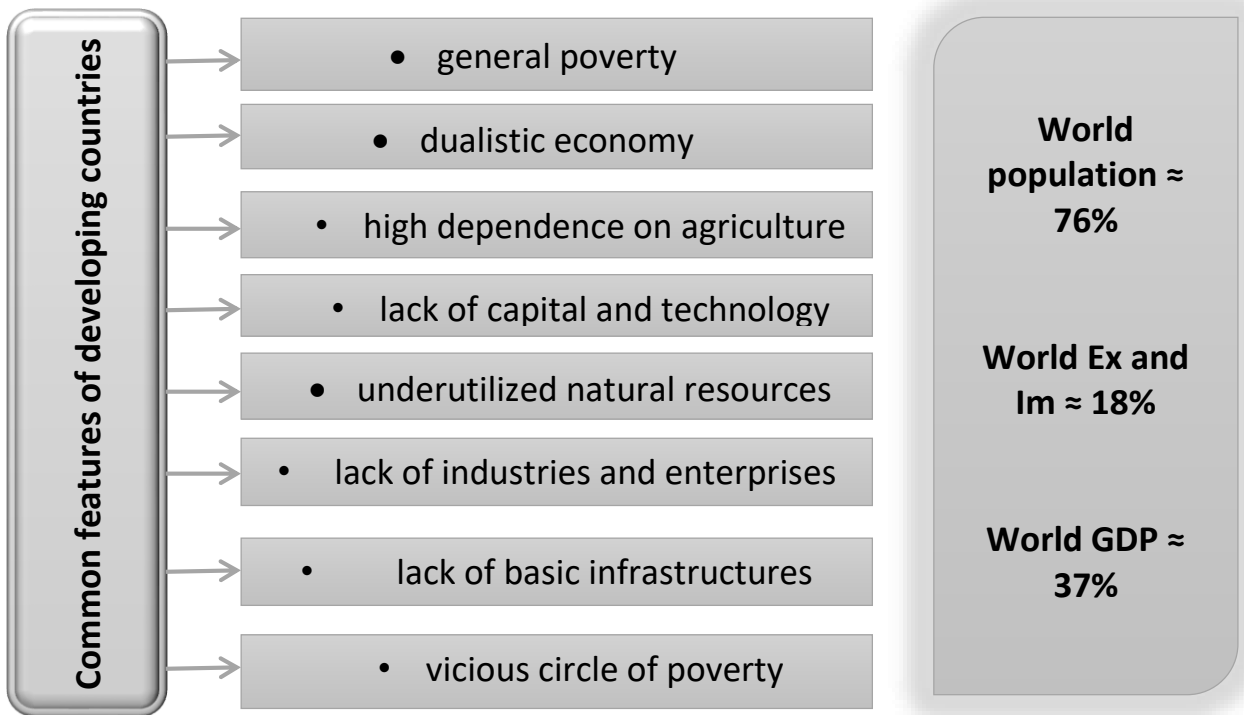 Common features of developing countries
• general poverty
• dualistic economy
• high dependence on agriculture
• lack of capital and technology
• underutilized natural resources
• lack of industries and enterprises
• lack of basic infrastructures
• vicious circle of poverty
World
population ≈
76%
World Ex and
Im ≈ 18%
World GDP ≈
37%